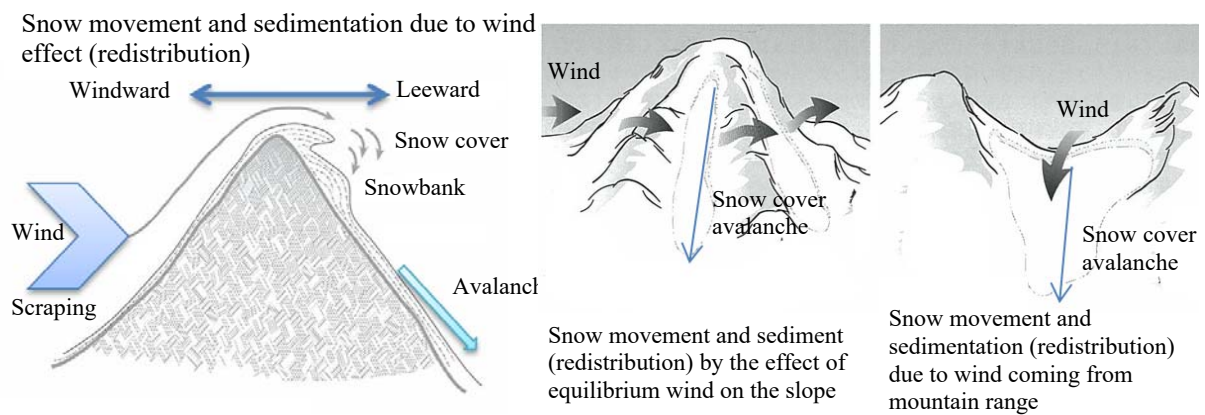 Snow movement and sedimentation due to wind
effect (redistribution)
Windward
Leeward
Snow cover
Snowbank
Wind
Scraping
Avalanch
Wind
Snow cover
avalanche
Snow movement and sediment
(redistribution) by the effect of
equilibrium wind on the slope
Wind
Snow cover
avalanche
Snow movement and
sedimentation (redistribution)
due to wind coming from
mountain range